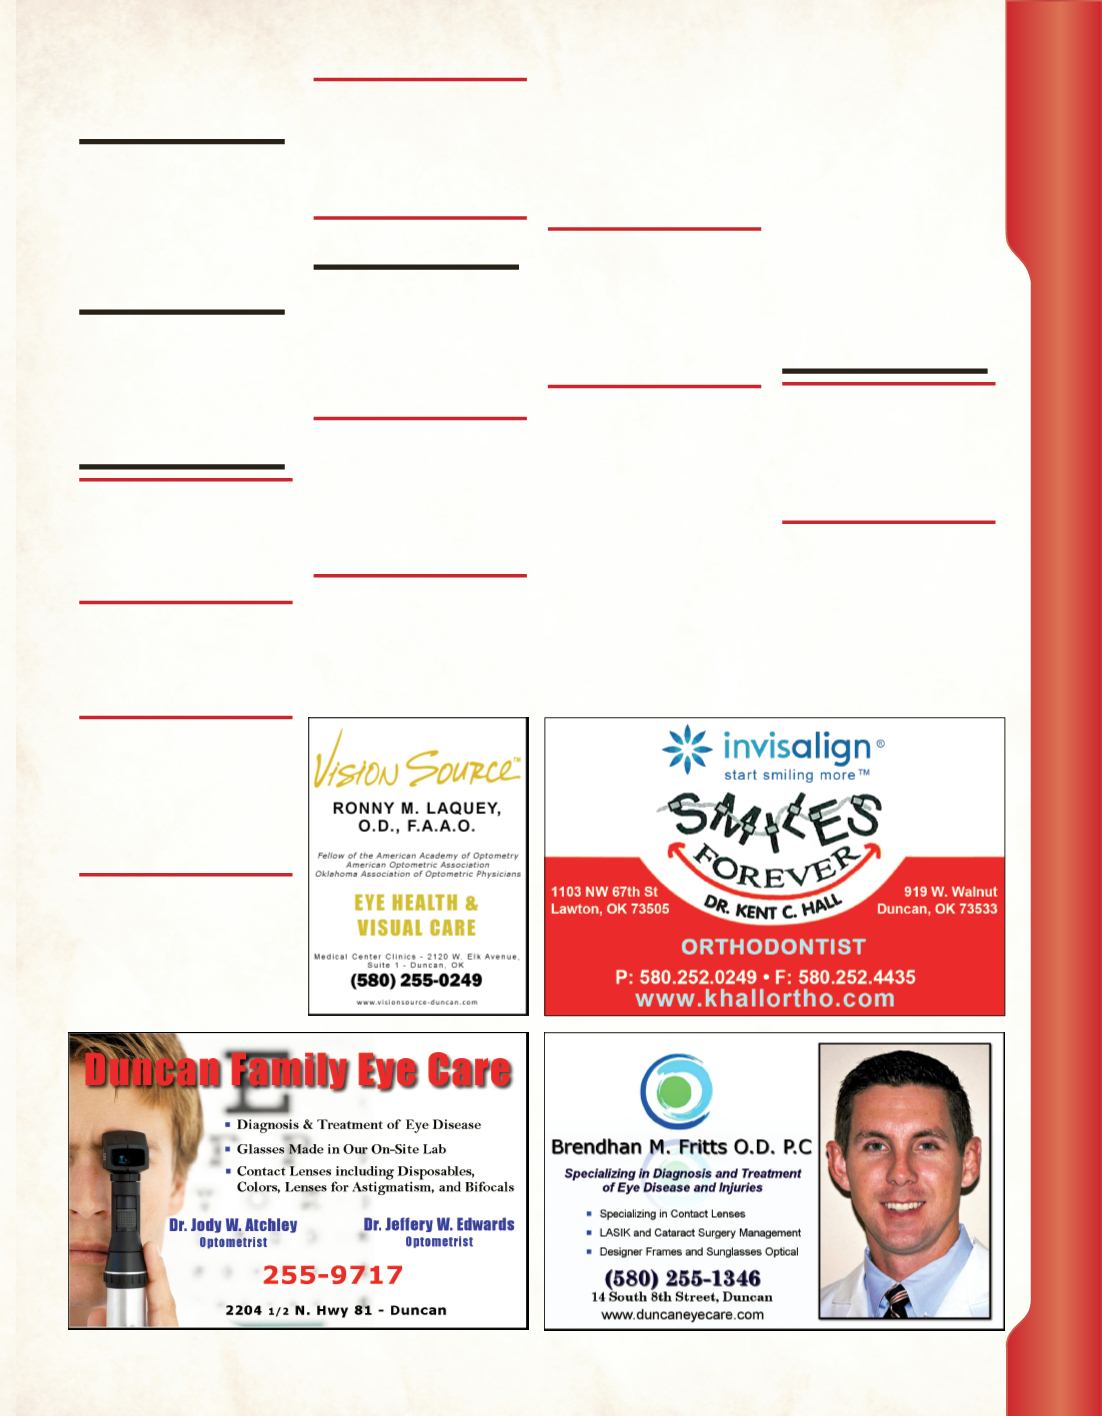 Vision Source™
RONNY M. LAQUEY,
O.D., F.A.A.O.
Fellow of the American Academy of Optometry
American Optometric Association
Oklahoma Association of Optometric Physicians
EYE HEALTH &
VISUAL CARE
Medical Center Clinics - 2120 W. Elk Avenue,
Suite 1 - Duncan, OK
(580) 255-0249
www.visionsource-duncan.com
invisalign®
start smiling more™
SMILES
FOREVER
DR. KENT C. HALL
1103 NW 67th St
Lawton, OK 73505
919 W. Walnut
Duncan, OK 73533
ORTHODONTIST
P: 580.252.0249 • F: 580.252.4435
www.khallortho.com
Duncan Family Eye Care
E
▪ Diagnosis & Treatment of Eye Disease
▪ Glasses Made in Our On-Site Lab
▪ Contact Lenses including Disposables,
Colors, Lenses for Astigmatism, and Bifocals
Dr. Jody W. Atchley
Optometrist
Dr. Jeffery W. Edwards
Optometrist
255-9717
2204 1/2 N. Hwy 81 - Duncan
Brendhan M. Fritts O.D. P.C
Specializing in Diagnosis and Treatment
of Eye Disease and Injuries
▪ Specializing in Contact Lenses
▪ LASIK and Cataract Surgery Management
▪ Designer Frames and Sunglasses Optical
(580) 255-1346
14 South 8th Street, Duncan
www.duncaneyecare.com